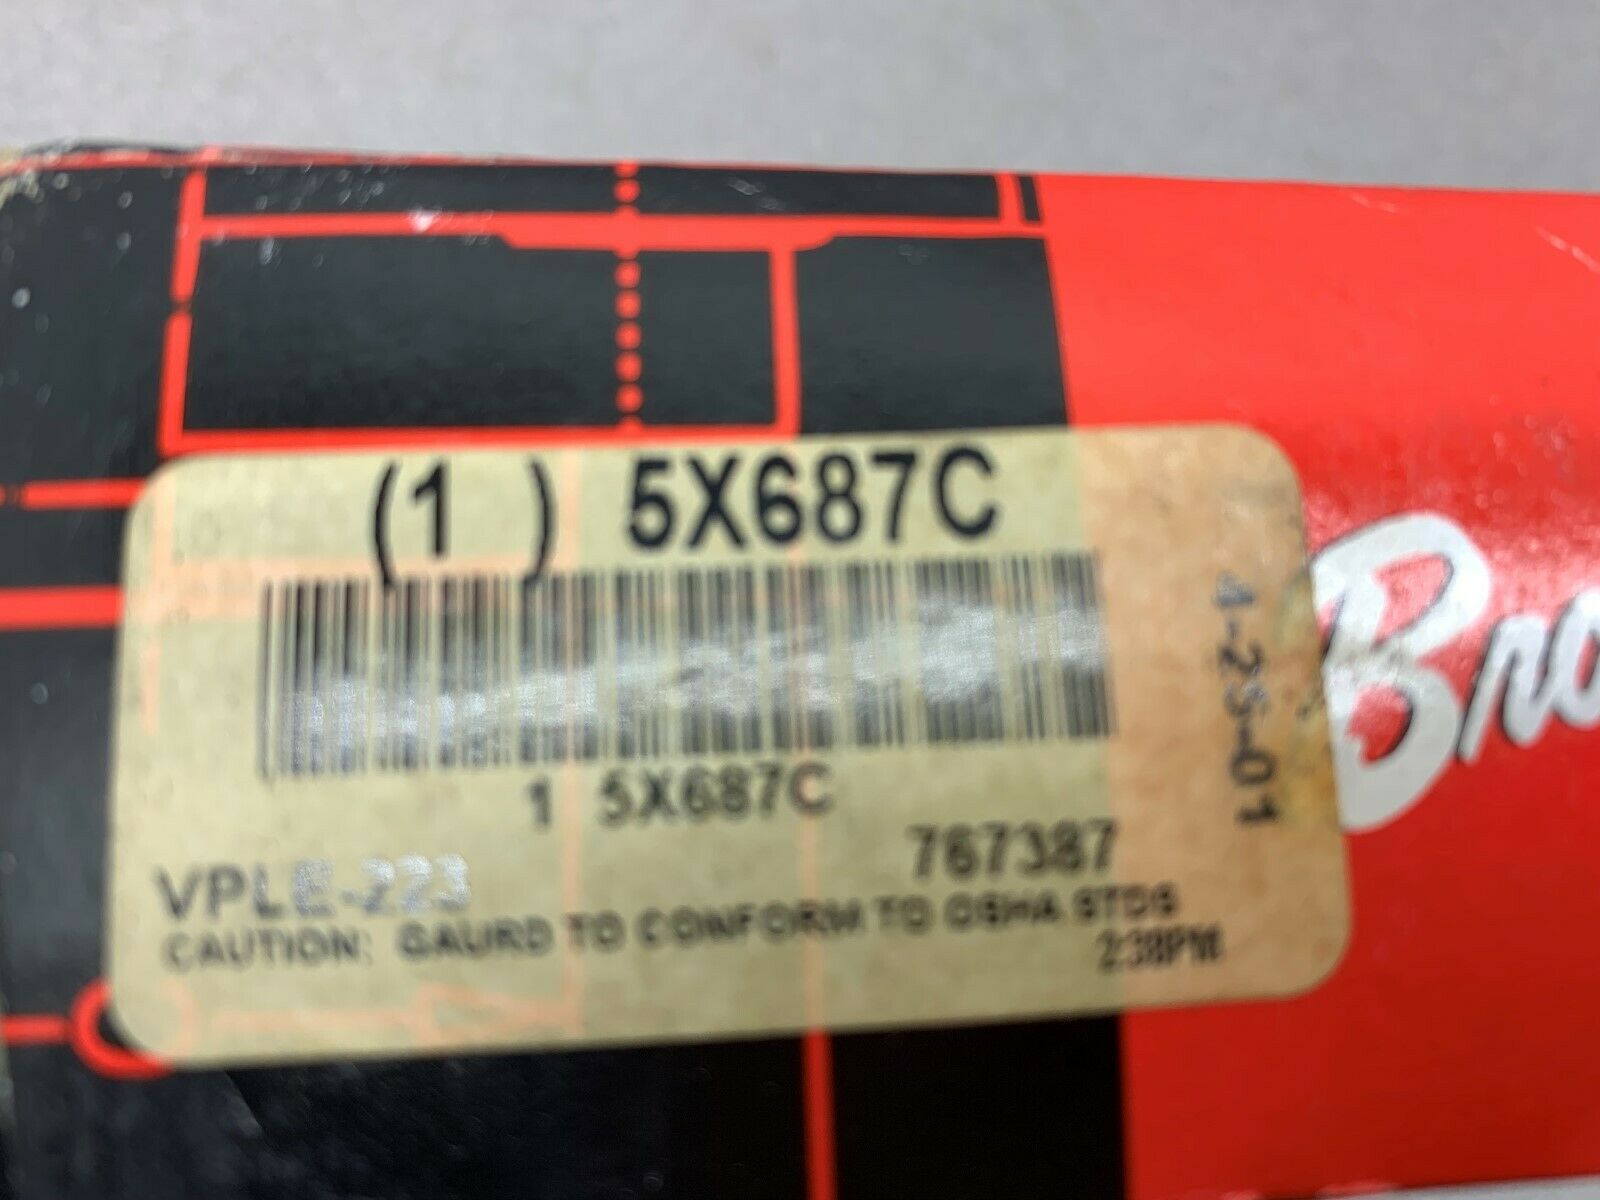 (1 ) 5X687C
1 5X687C
767387
VPLE-223
CAUTION: GAURD TO CONFORM TO OSHA STDS
2:38PM
4-25-01
Bro